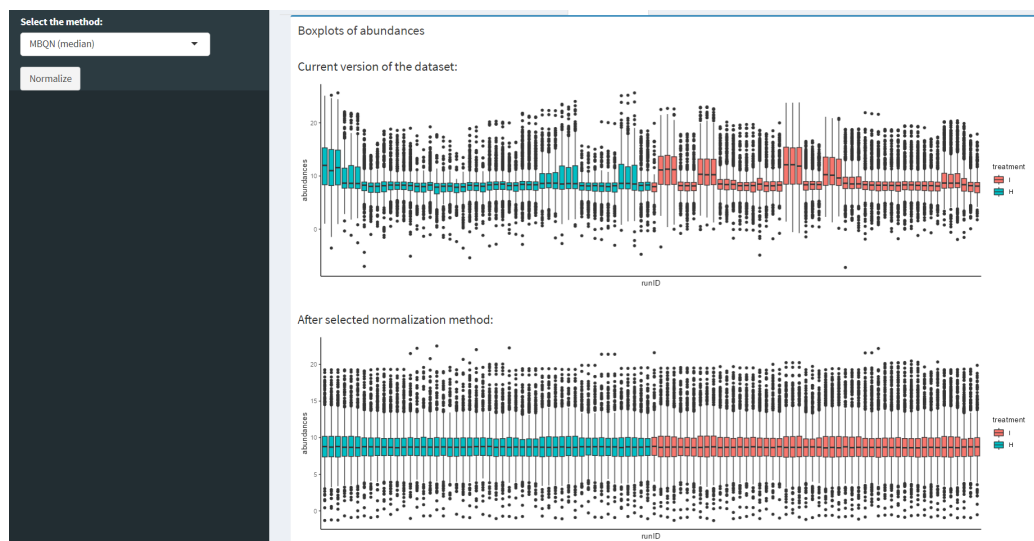 Select the method:
MBQN (median)
Normalize
Boxplots of abundances
Current version of the dataset:
20
10
0
abundances
runID
treatment
I
H
After selected normalization method:
20
15
10
5
0
abundances
runID
treatment
I
H